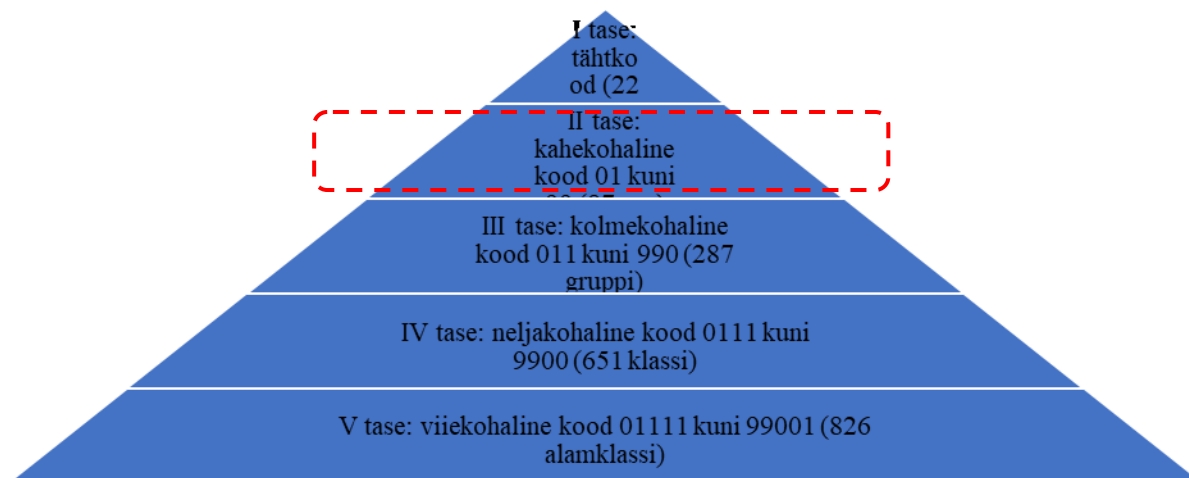 I tase:
tähtko
od (22
II tase:
kahekohaline
kood 01 kuni
III tase: kolmekohaline
kood 011 kuni 990 (287
gruppi)
IV tase: neljakohaline kood 0111 kuni
9900 (651 klassi)
V tase: viiekohaline kood 01111 kuni 99001 (826
alamklassi)